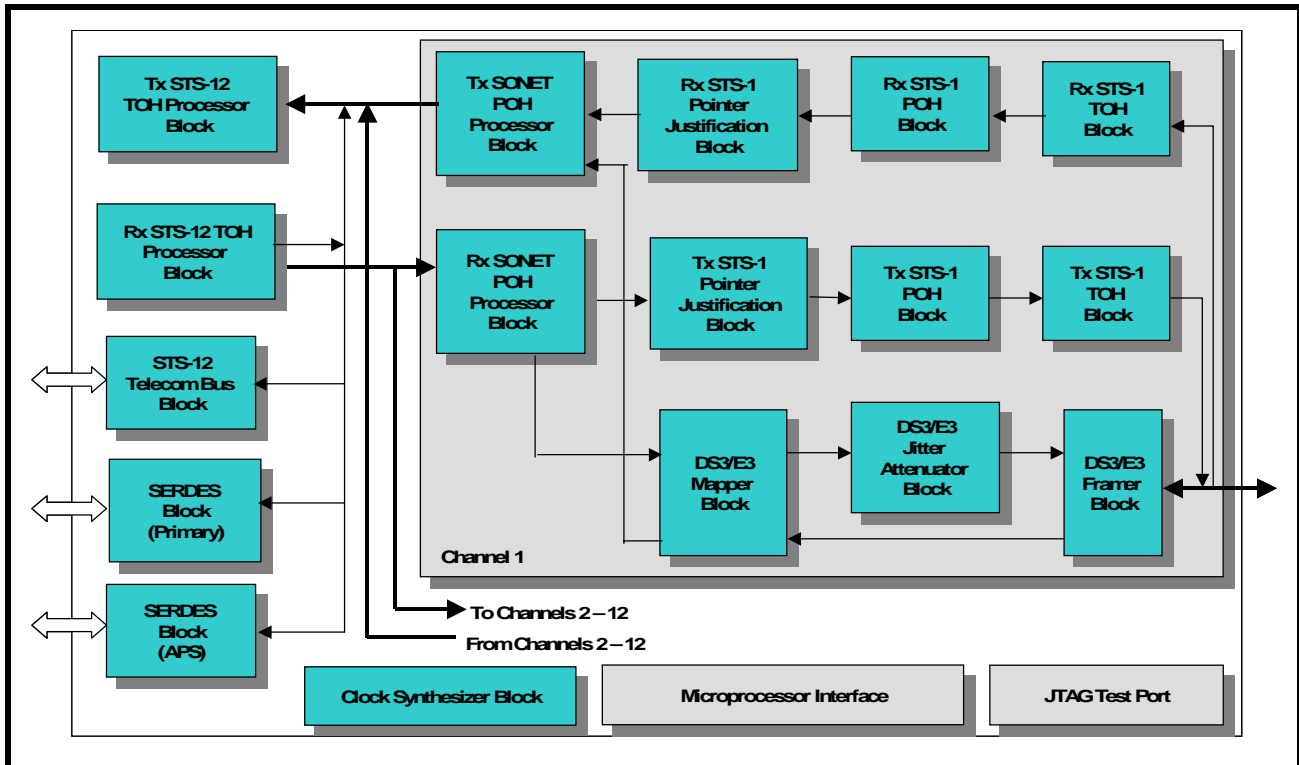 Tx STS-12
TOH Processor
Block
Tx SONET
POH
Processor
Block
Rx STS-1
Pointer
Justification
Block
Rx STS-1
POH
Block
Rx STS-1
TOH
Block
Rx STS-12 TOH
Processor
Block
Rx SONET
POH
Processor
Block
Tx STS-1
Pointer
Justification
Block
Tx STS-1
POH
Block
Tx STS-1
TOH
Block
STS-12
Telecom Bus
Block
DS3/E3
Mapper
Block
DS3/E3
Jitter
Attenuator
Block
DS3/E3
Framer
Block
SERDES
Block
(Primary)
Channel 1
SERDES
Block
(APS)
To Channels 2 – 12
From Channels 2 – 12
Clock Synthesizer Block
Microprocessor Interface
JTAG Test Port